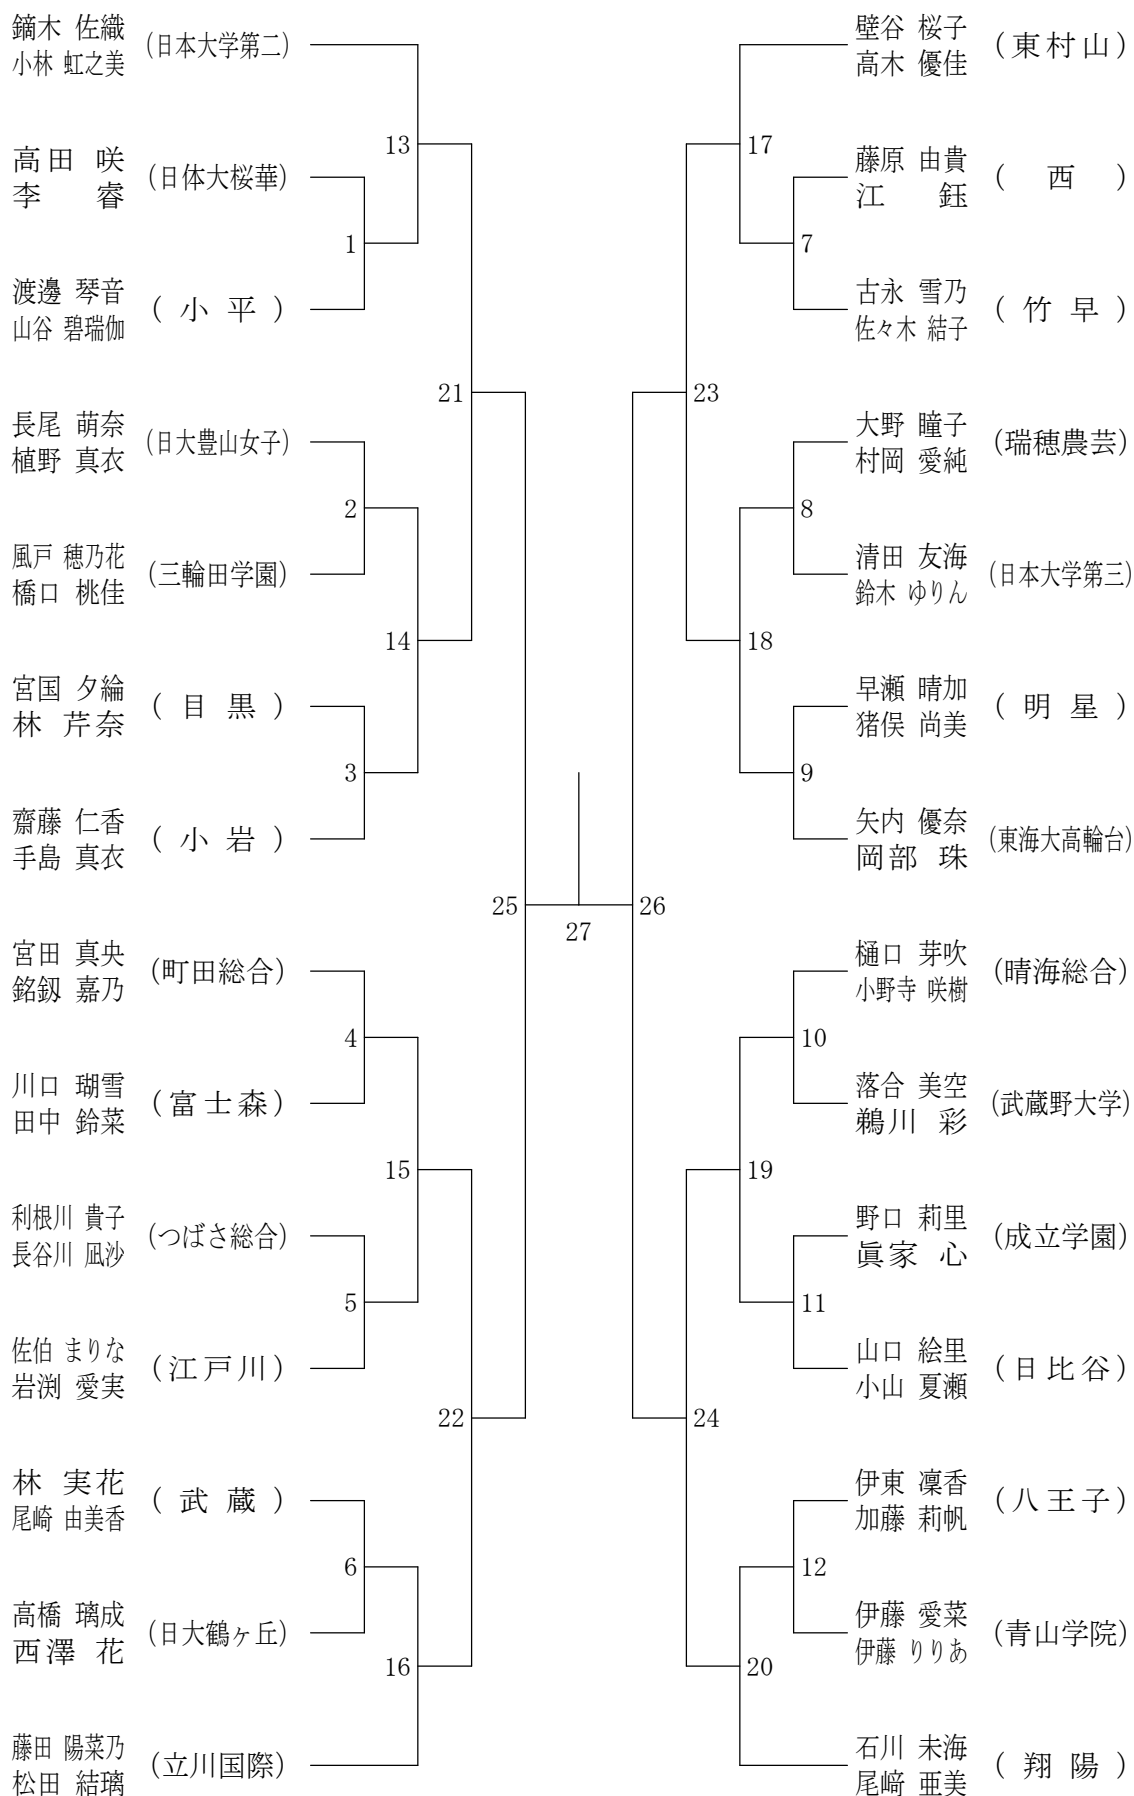 鏑木 佐織
小林 虹之美
(日本大学第二)
13
高田 咲
李 睿
(日体大桜華)
1
渡邊 琴音
山谷 碧瑞伽
(小平)
21
長尾 萌奈
植野 真衣
(日大豊山女子)
2
風戸 穂乃花
橋口 桃佳
(三輪田学園)
14
宮国 夕綸
林 芹奈
(目黒)
3
齋藤 仁香
手島 真衣
(小岩)
25
宮田 真央
銘釼 嘉乃
(町田総合)
4
川口 瑚雪
田中 鈴菜
(富士森)
15
利根川 貴子
長谷川 凪沙
(つばさ総合)
5
佐伯 まりな
岩渕 愛実
(江戸川)
22
林 実花
尾崎 由美香
(武蔵)
6
高橋 璃成
西澤 花
(日大鶴ヶ丘)
16
藤田 陽菜乃
松田 結璃
(立川国際)
27
壁谷 桜子
高木 優佳
(東村山)
17
藤原 由貴
江 鈺
(西)
7
古永 雪乃
佐々木 結子
(竹早)
23
大野 瞳子
村岡 愛純
(瑞穂農芸)
8
清田 友海
鈴木 ゆりん
(日本大学第三)
18
早瀬 晴加
猪俣 尚美
(明星)
9
矢内 優奈
岡部 珠
(東海大高輪台)
26
樋口 芽吹
小野寺 咲樹
(晴海総合)
10
落合 美空
鵜川 彩
(武蔵野大学)
19
野口 莉里
眞家 心
(成立学園)
11
山口 絵里
小山 夏瀬
(日比谷)
24
伊東 凜香
加藤 莉帆
(八王子)
12
伊藤 愛菜
伊藤 りりあ
(青山学院)
20
石川 未海
尾﨑 亜美
(翔陽)